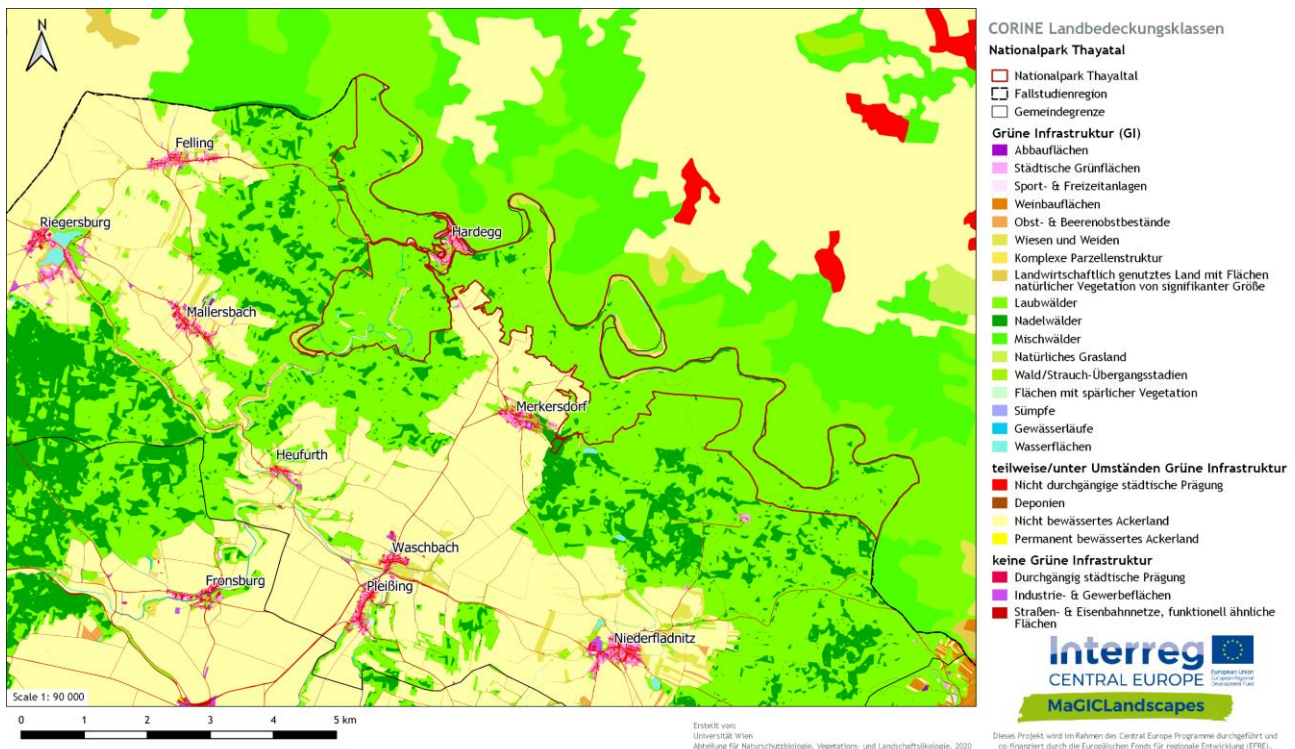 N
Felling
Riegersburg
Hardegg
Mallersbach
Merkersdorf
Heufurth
Waschbach
Fronsburg
Pleißing
Niederfladnitz
Scale 1: 90 000
0 1 2 3 4 5 km
CORINE Landbedeckungsklassen
Nationalpark Thayatal
Nationalpark Thayaltal
Fallstudienregion
Gemeindegrenze
Grüne Infrastruktur (GI)
Abbauflächen
Städtische Grünflächen
Sport- & Freizeitanlagen
Weinbauflächen
Obst- & Beerenobstbestände
Wiesen und Weiden
Komplexe Parzellenstruktur
Landwirtschaftlich genutztes Land mit Flächen
natürlicher Vegetation von signifikanter Größe
Laubwälder
Nadelwälder
Mischwälder
Natürliches Grasland
Wald/Strauch-Übergangsstadien
Flächen mit spärlicher Vegetation
Sümpfe
Gewässerläufe
Wasserflächen
teilweise/unter Umständen Grüne Infrastruktur
Nicht durchgängige städtische Prägung
Deponien
Nicht bewässertes Ackerland
Permanent bewässertes Ackerland
keine Grüne Infrastruktur
Durchgängig städtische Prägung
Industrie- & Gewerbeflächen
Straßen- & Eisenbahnnetze, funktionell ähnliche
Flächen
Interreg
CENTRAL EUROPE
European Union
European Regional
Development Fund
MaGICLandscapes
Erstellt von:
Universität Wien
Abteilung für Naturschutzbiologie, Vegetations- und Landschaftsökologie, 2020
Dieses Projekt wird im Rahmen des Central Europe Programme durchgeführt und
co-finanziert durch die Europäischen Fonds für regionale Entwicklung (EFRE).